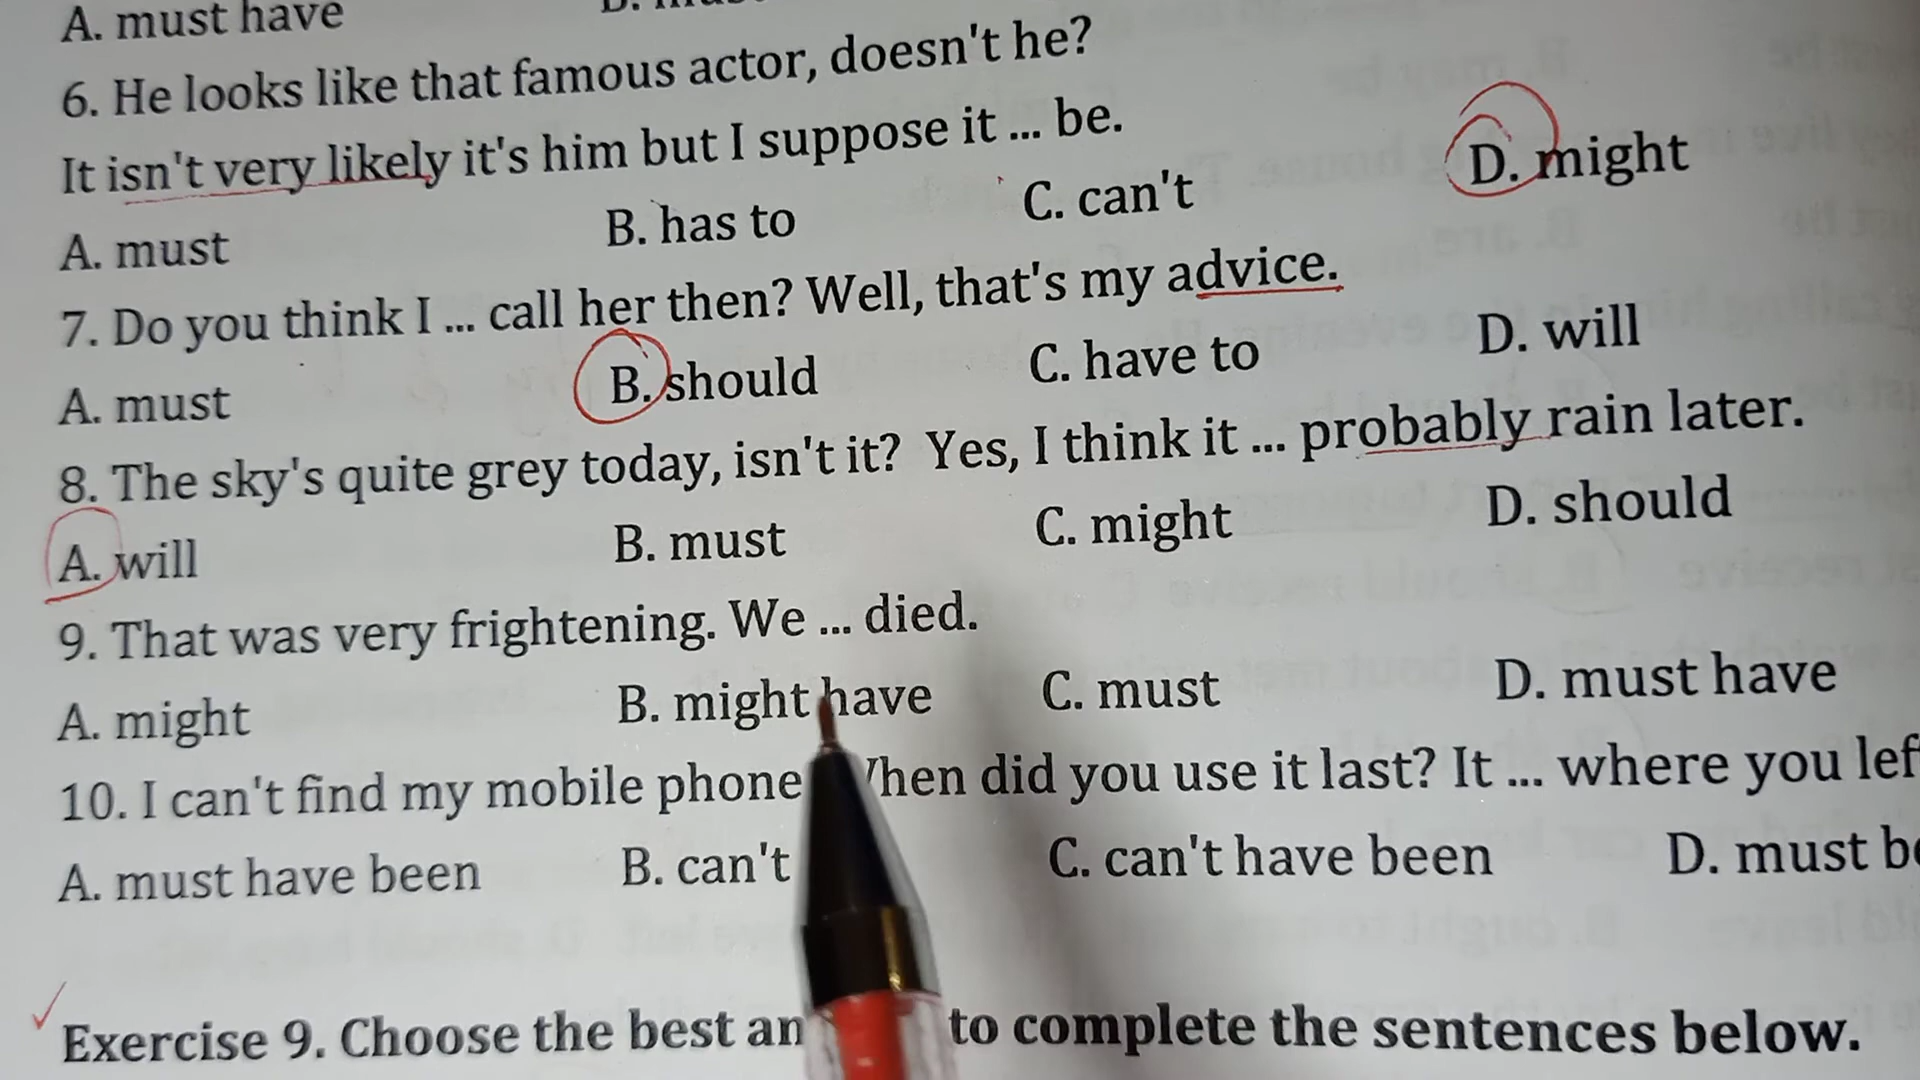 A. must have
6. He looks like that famous actor, doesn't he?
It isn't very likely it's him but I suppose it ... be.
A. must B. has to C. can't D. might
7. Do you think I ... call her then? Well, that's my advice.
A. must B. should C. have to D. will
8. The sky's quite grey today, isn't it? Yes, I think it ... probably rain later.
A. will B. must C. might D. should
9. That was very frightening. We ... died.
A. might B. might have C. must D. must have
10. I can't find my mobile phone When did you use it last? It ... where you lef
A. must have been B. can't C. can't have been D. must be
Exercise 9. Choose the best an to complete the sentences below.